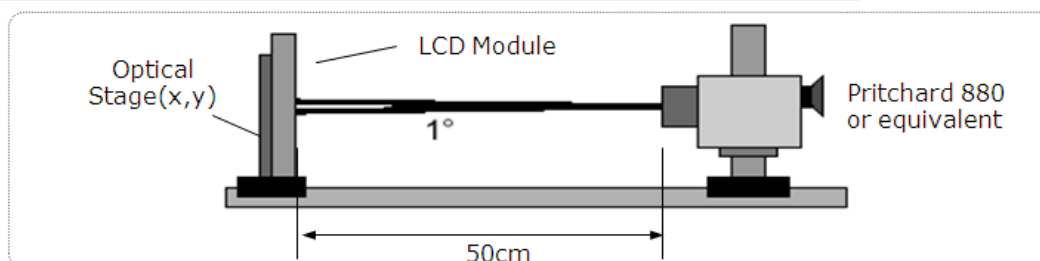 LCD Module
Optical
Stage(x,y)
Pritchard 880
or equivalent
1°
50cm